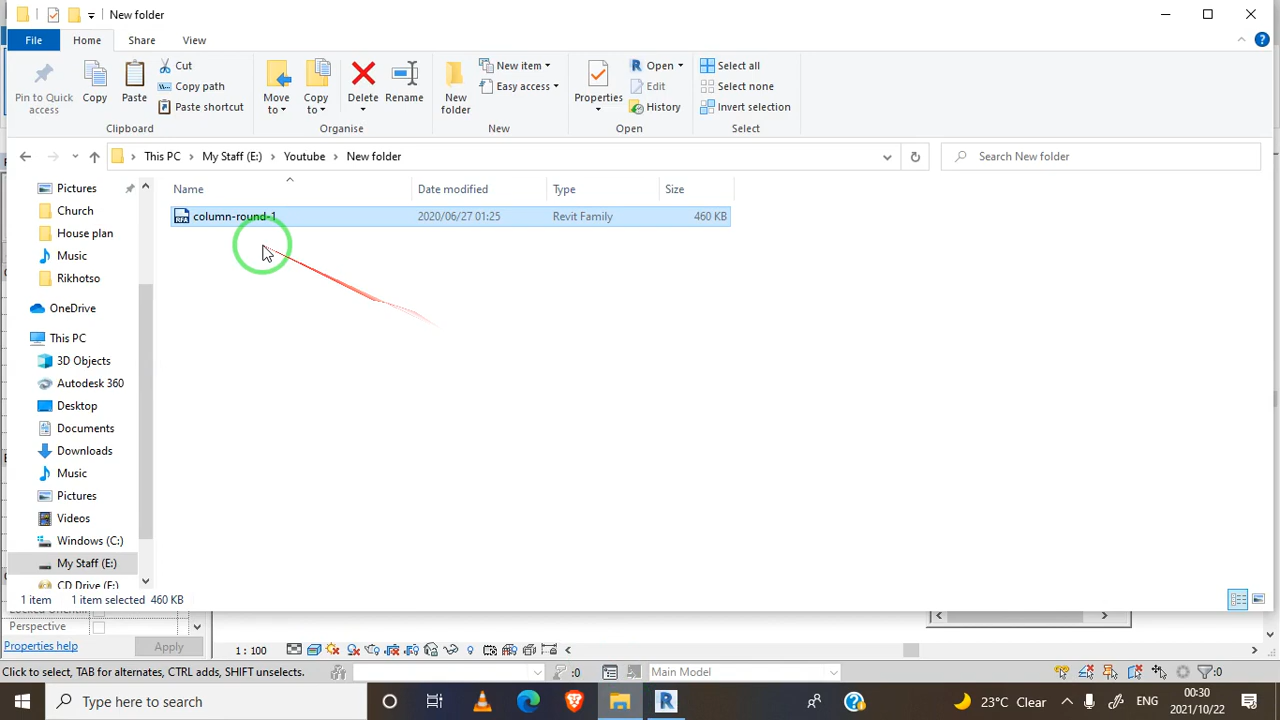 New folder
File Home Share View
Pin to Quick access
Copy
Paste
Cut
Copy path
Paste shortcut
Clipboard
Move to
Copy to
Delete
Rename
Organise
New folder
New item
Easy access
New
Properties
Open
Edit
History
Open
Select all
Select none
Invert selection
Select
This PC My Staff (E:) Youtube New folder
Search New folder
Name Date modified Type Size
RFA column-round-1 2020/06/27 01:25 Revit Family 460 KB
Pictures
Church
House plan
Music
Rikhotso
OneDrive
This PC
3D Objects
Autodesk 360
Desktop
Documents
Downloads
Music
Pictures
Videos
Windows (C:)
My Staff (E:)
CD Drive (F:)
1 item 1 item selected 460 KB
Perspective
Properties help Apply
1 : 100
Click to select, TAB for alternates, CTRL adds, SHIFT unselects.
:0 Main Model :0
Type here to search
R
23°C Clear ENG 00:30
2021/10/22